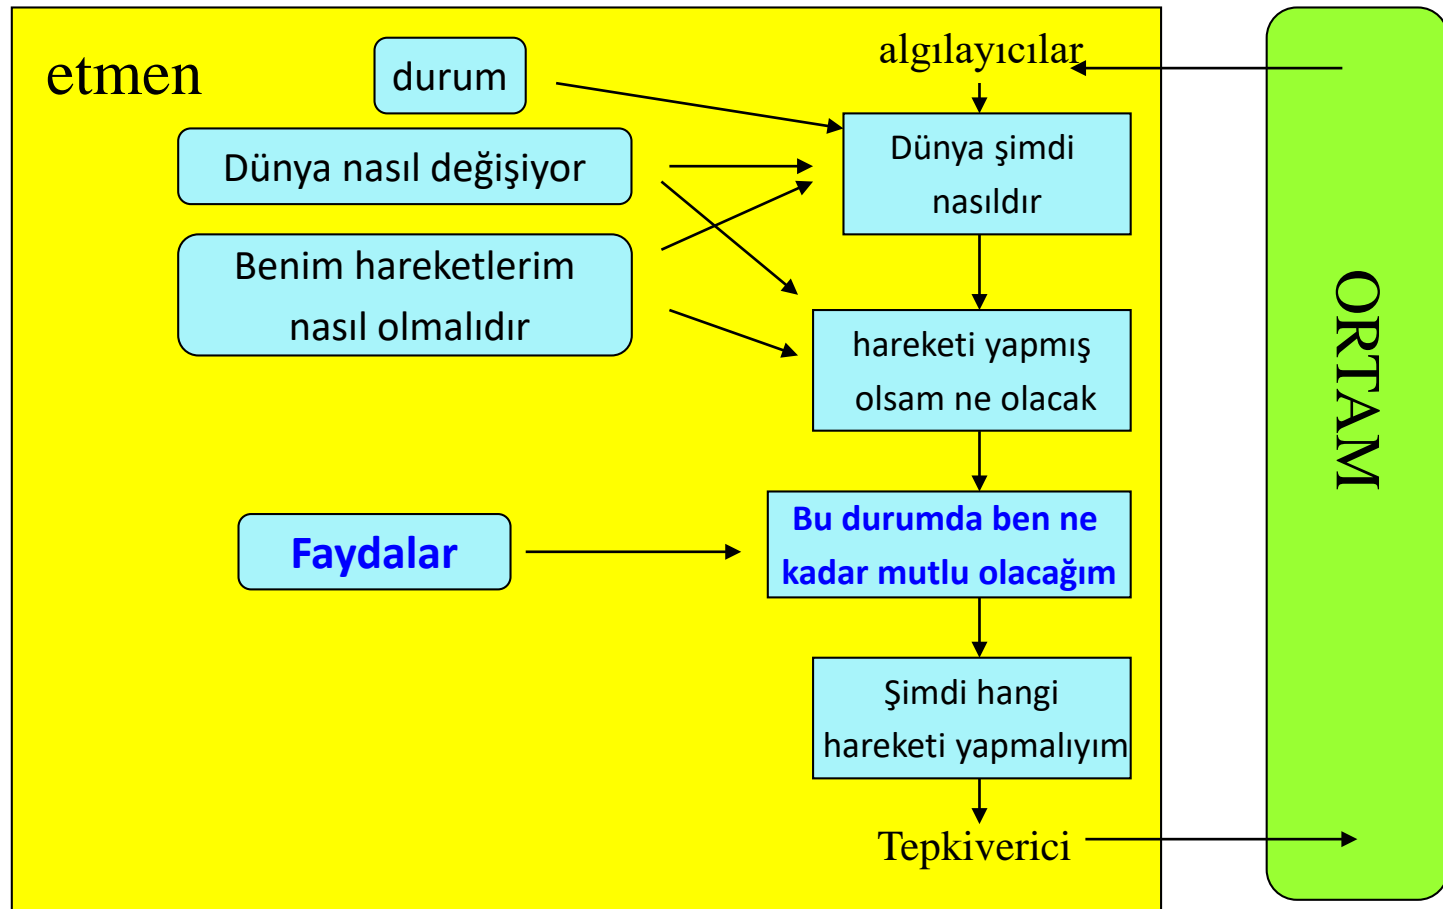 etmen
durum
algılayıcılar
Dünya nasıl değişiyor
Dünya şimdi
nasıldır
Benim hareketlerim
nasıl olmalıdır
hareketi yapmış
olsam ne olacak
ORTAM
Faydalar
Bu durumda ben ne
kadar mutlu olacağım
Şimdi hangi
hareketi yapmalıyım
Tepkiverici